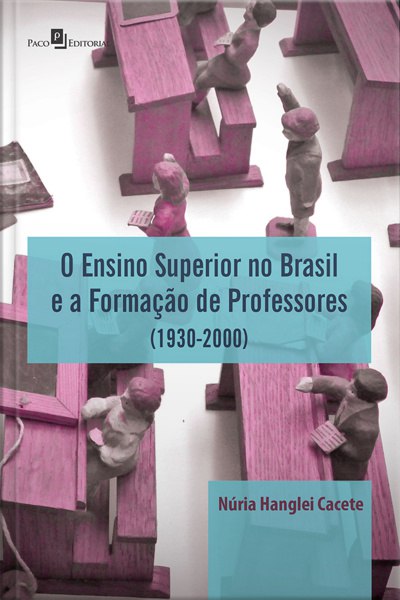 PACO EDITORIAL
O Ensino Superior no Brasil
e a Formação de Professores
(1930-2000)
Núria Hanglei Cacete